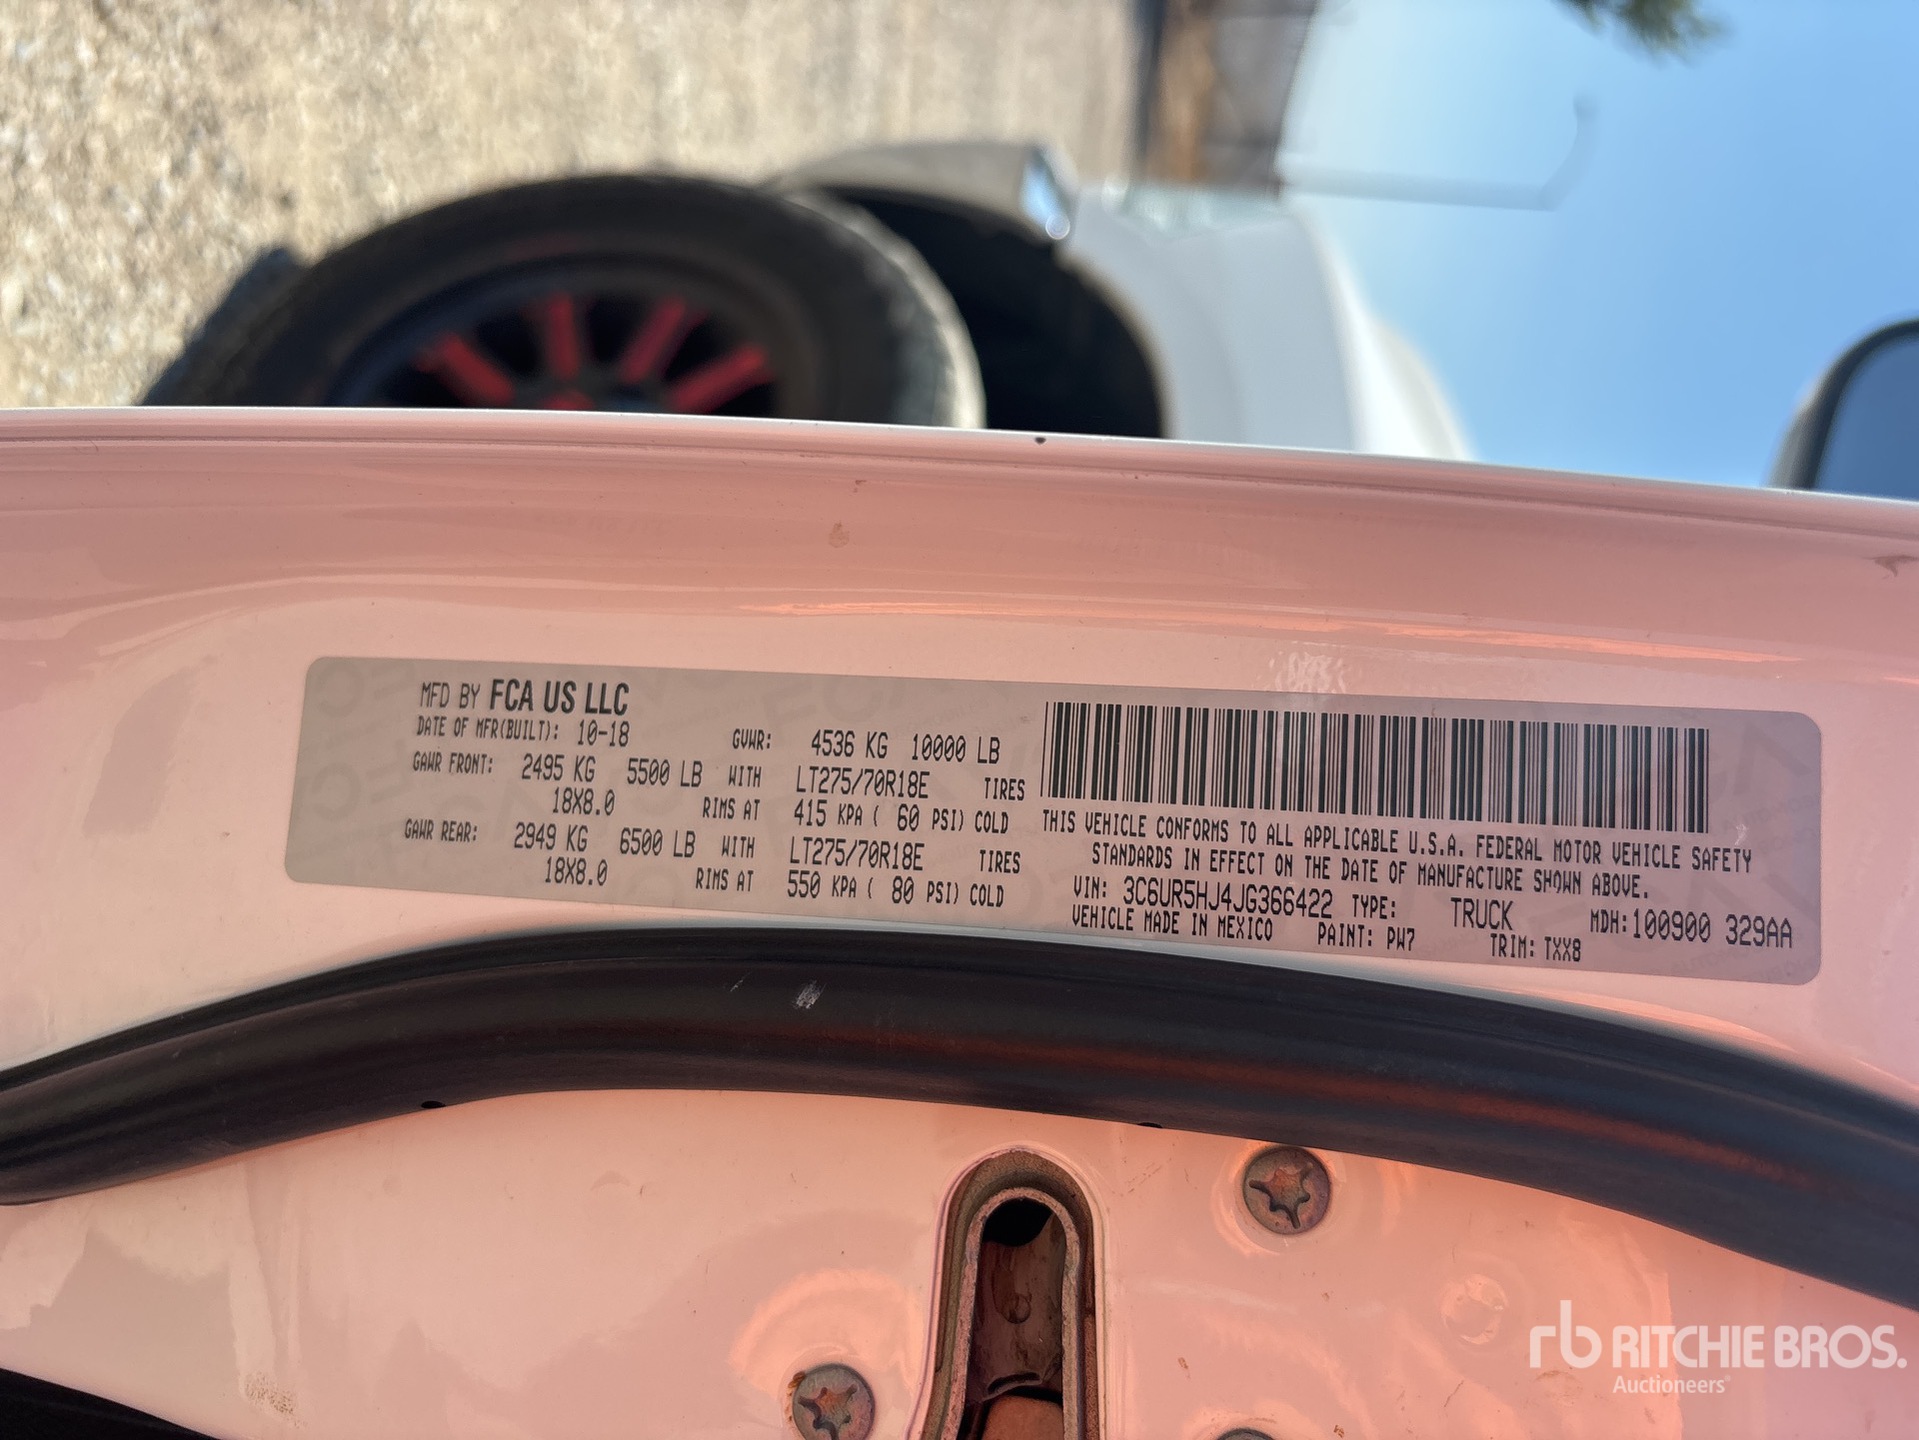 MFD BY FCA US LLC
DATE OF MFR(BUILT): 10-18 GVWR: 4536 KG 10000 LB
GAWR FRONT: 2495 KG 5500 LB WITH LT275/70R18E TIRES
18X8.0 RIMS AT 415 KPA ( 60 PSI) COLD
GAWR REAR: 2949 KG 6500 LB WITH LT275/70R18E TIRES
18X8.0 RIMS AT 550 KPA ( 80 PSI) COLD
THIS VEHICLE CONFORMS TO ALL APPLICABLE U.S.A. FEDERAL MOTOR VEHICLE SAFETY
STANDARDS IN EFFECT ON THE DATE OF MANUFACTURE SHOWN ABOVE.
VIN: 3C6UR5HJ4JG366422 TYPE: TRUCK MDH:100900 329AA
VEHICLE MADE IN MEXICO PAINT: PW7 TRIM: TXX8
rb RITCHIE BROS.
Auctioneers